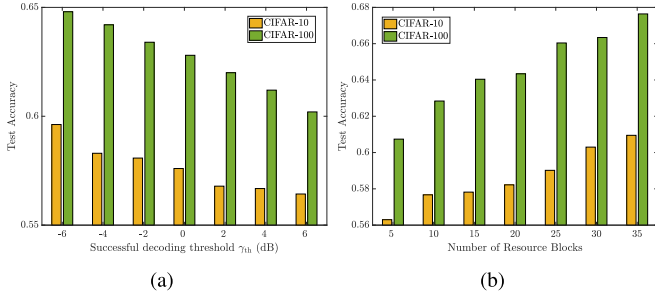 0.65
0.6
0.55
Test Accuracy
CIFAR-10
CIFAR-100
-6 -4 -2 0 2 4 6
Successful decoding threshold γth (dB)
(a)
0.68
0.66
0.64
0.62
0.6
0.58
0.56
Test Accuracy
CIFAR-10
CIFAR-100
5 10 15 20 25 30 35
Number of Resource Blocks
(b)